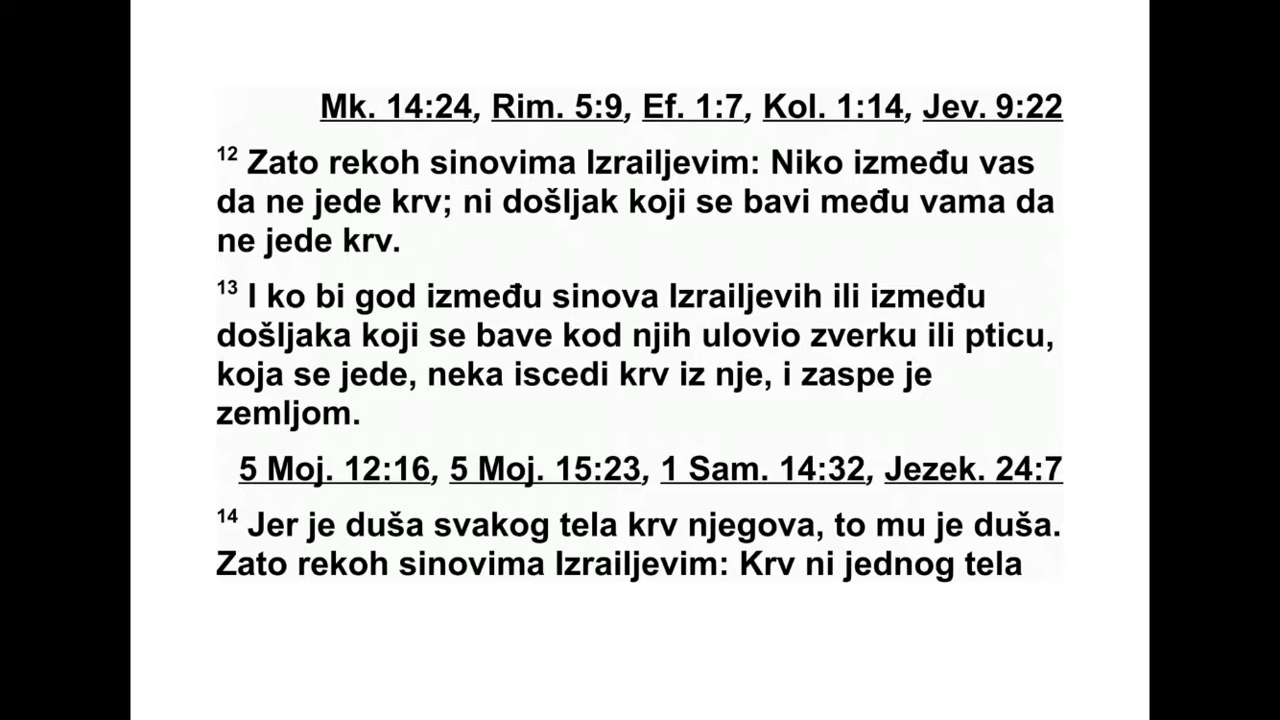 Mk. 14:24, Rim. 5:9, Ef. 1:7, Kol. 1:14, Jev. 9:22
12 Zato rekoh sinovima Izrailjevim: Niko između vas
da ne jede krv; ni došljak koji se bavi među vama da
ne jede krv.
13 I ko bi god između sinova Izrailjevih ili između
došljaka koji se bave kod njih ulovio zverku ili pticu,
koja se jede, neka iscedi krv iz nje, i zaspe je
zemljom.
5 Moj. 12:16, 5 Moj. 15:23, 1 Sam. 14:32, Jezek. 24:7
14 Jer je duša svakog tela krv njegova, to mu je duša.
Zato rekoh sinovima Izrailjevim: Krv ni jednog tela